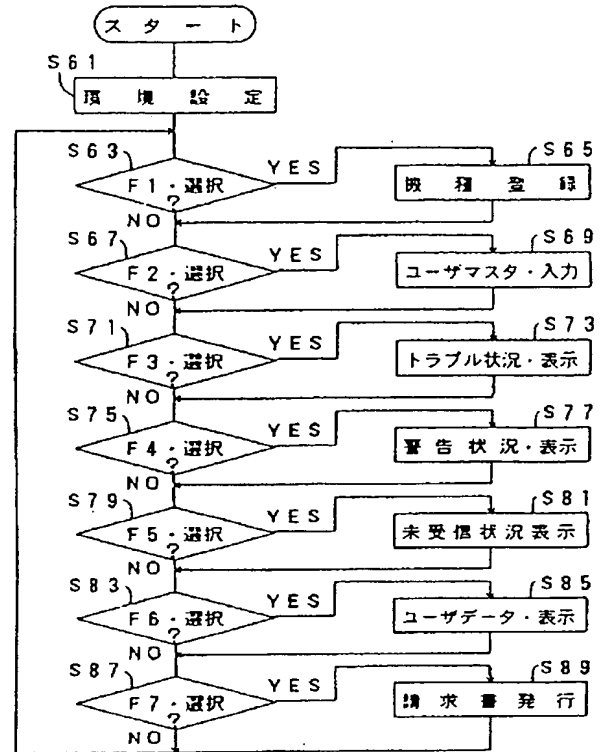 スタート
S61
環境設定
S63
F1・選択
?
YES
NO
S65
機種登録
S67
F2・選択
?
YES
NO
S69
ユーザマスタ・入力
S71
F3・選択
?
YES
NO
S73
トラブル状況・表示
S75
F4・選択
?
YES
NO
S77
警告状況・表示
S79
F5・選択
?
YES
NO
S81
未受信状況表示
S83
F6・選択
?
YES
NO
S85
ユーザデータ・表示
S87
F7・選択
?
YES
NO
S89
請求書発行